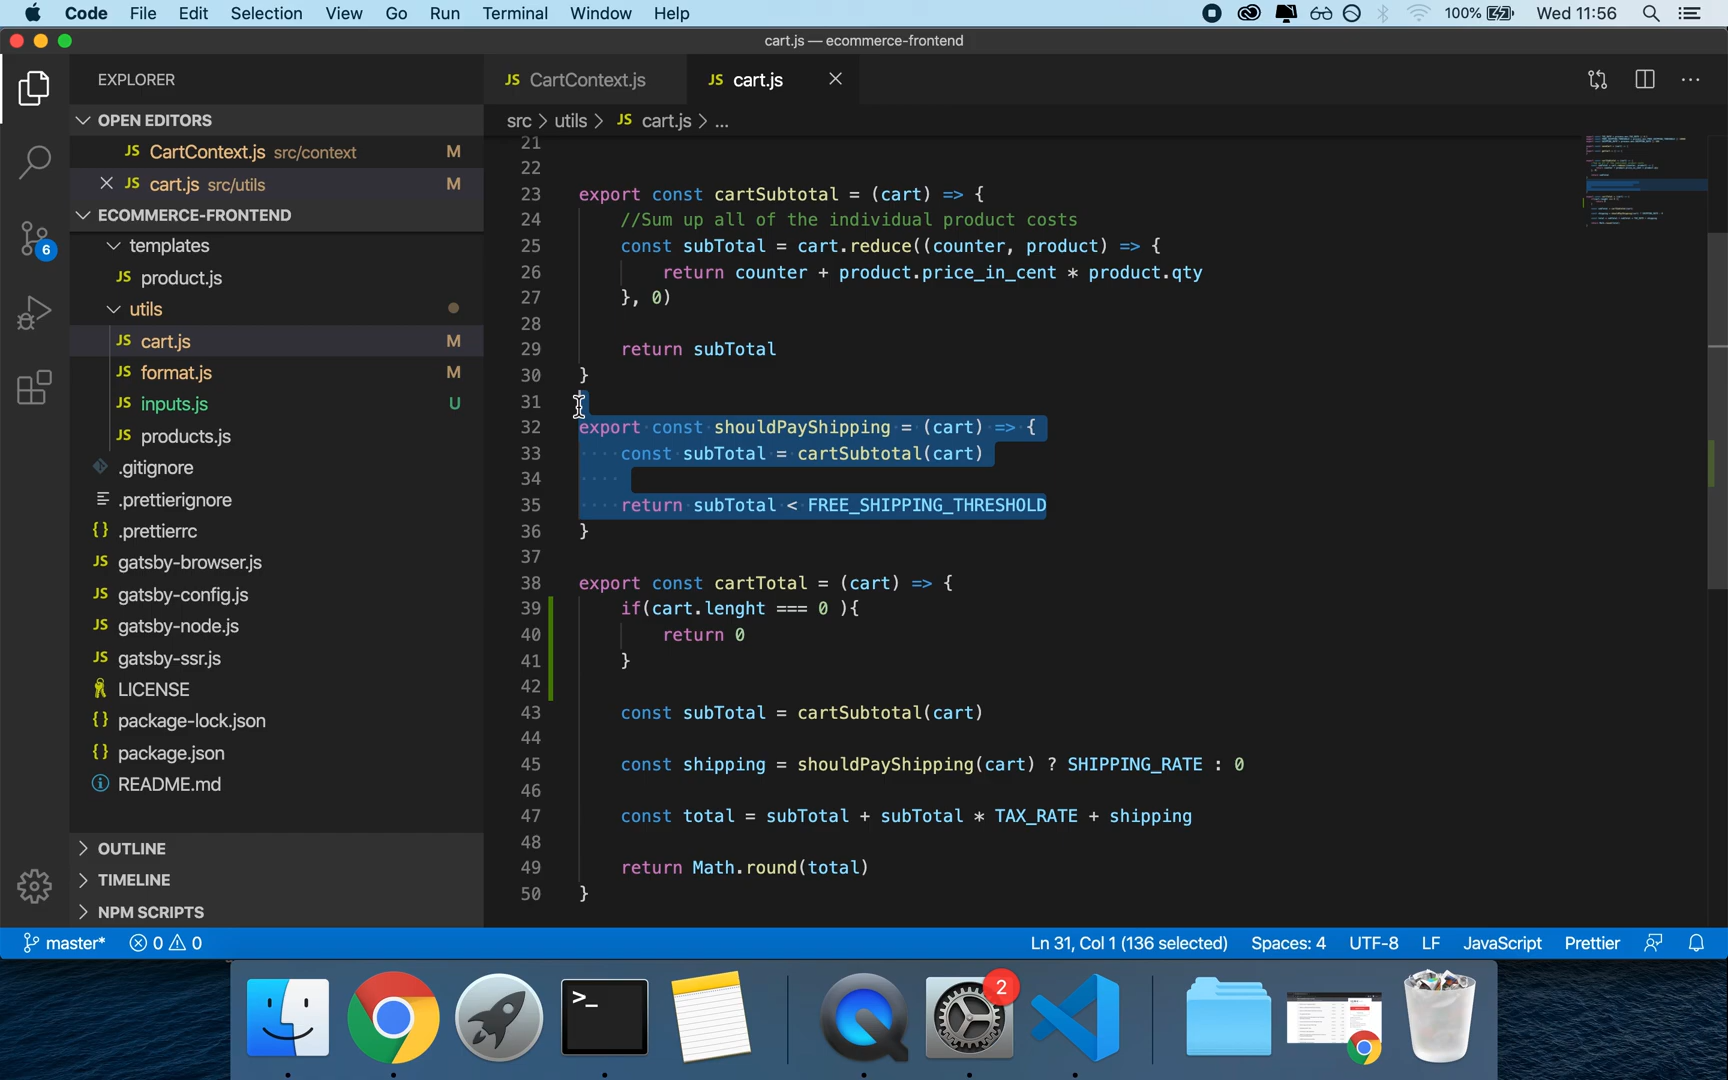 Code File Edit Selection View Go Run Terminal Window Help 100% Wed 11:56
cart.js — ecommerce-frontend
EXPLORER
JS CartContext.js
JS cart.js
OPEN EDITORS
JS CartContext.js src/context M
JS cart.js src/utils M
ECOMMERCE-FRONTEND
templates
JS product.js
utils
JS cart.js M
JS format.js M
JS inputs.js U
JS products.js
.gitignore
.prettierignore
{} .prettierrc
JS gatsby-browser.js
JS gatsby-config.js
JS gatsby-node.js
JS gatsby-ssr.js
LICENSE
{} package-lock.json
{} package.json
README.md
OUTLINE
TIMELINE
NPM SCRIPTS
6
src > utils > JS cart.js > ...
21
22
23 export const cartSubtotal = (cart) => {
24 //Sum up all of the individual product costs
25 const subTotal = cart.reduce((counter, product) => {
26 return counter + product.price_in_cent * product.qty
27 }, 0)
28
29 return subTotal
30 }
31
32 export const shouldPayShipping = (cart) => {
33 const subTotal = cartSubtotal(cart)
34
35 return subTotal < FREE_SHIPPING_THRESHOLD
36 }
37
38 export const cartTotal = (cart) => {
39 if(cart.lenght === 0 ){
40 return 0
41 }
42
43 const subTotal = cartSubtotal(cart)
44
45 const shipping = shouldPayShipping(cart) ? SHIPPING_RATE : 0
46
47 const total = subTotal + subTotal * TAX_RATE + shipping
48
49 return Math.round(total)
50 }
master* 0 0 Ln 31, Col 1 (136 selected) Spaces: 4 UTF-8 LF JavaScript Prettier
>_
2